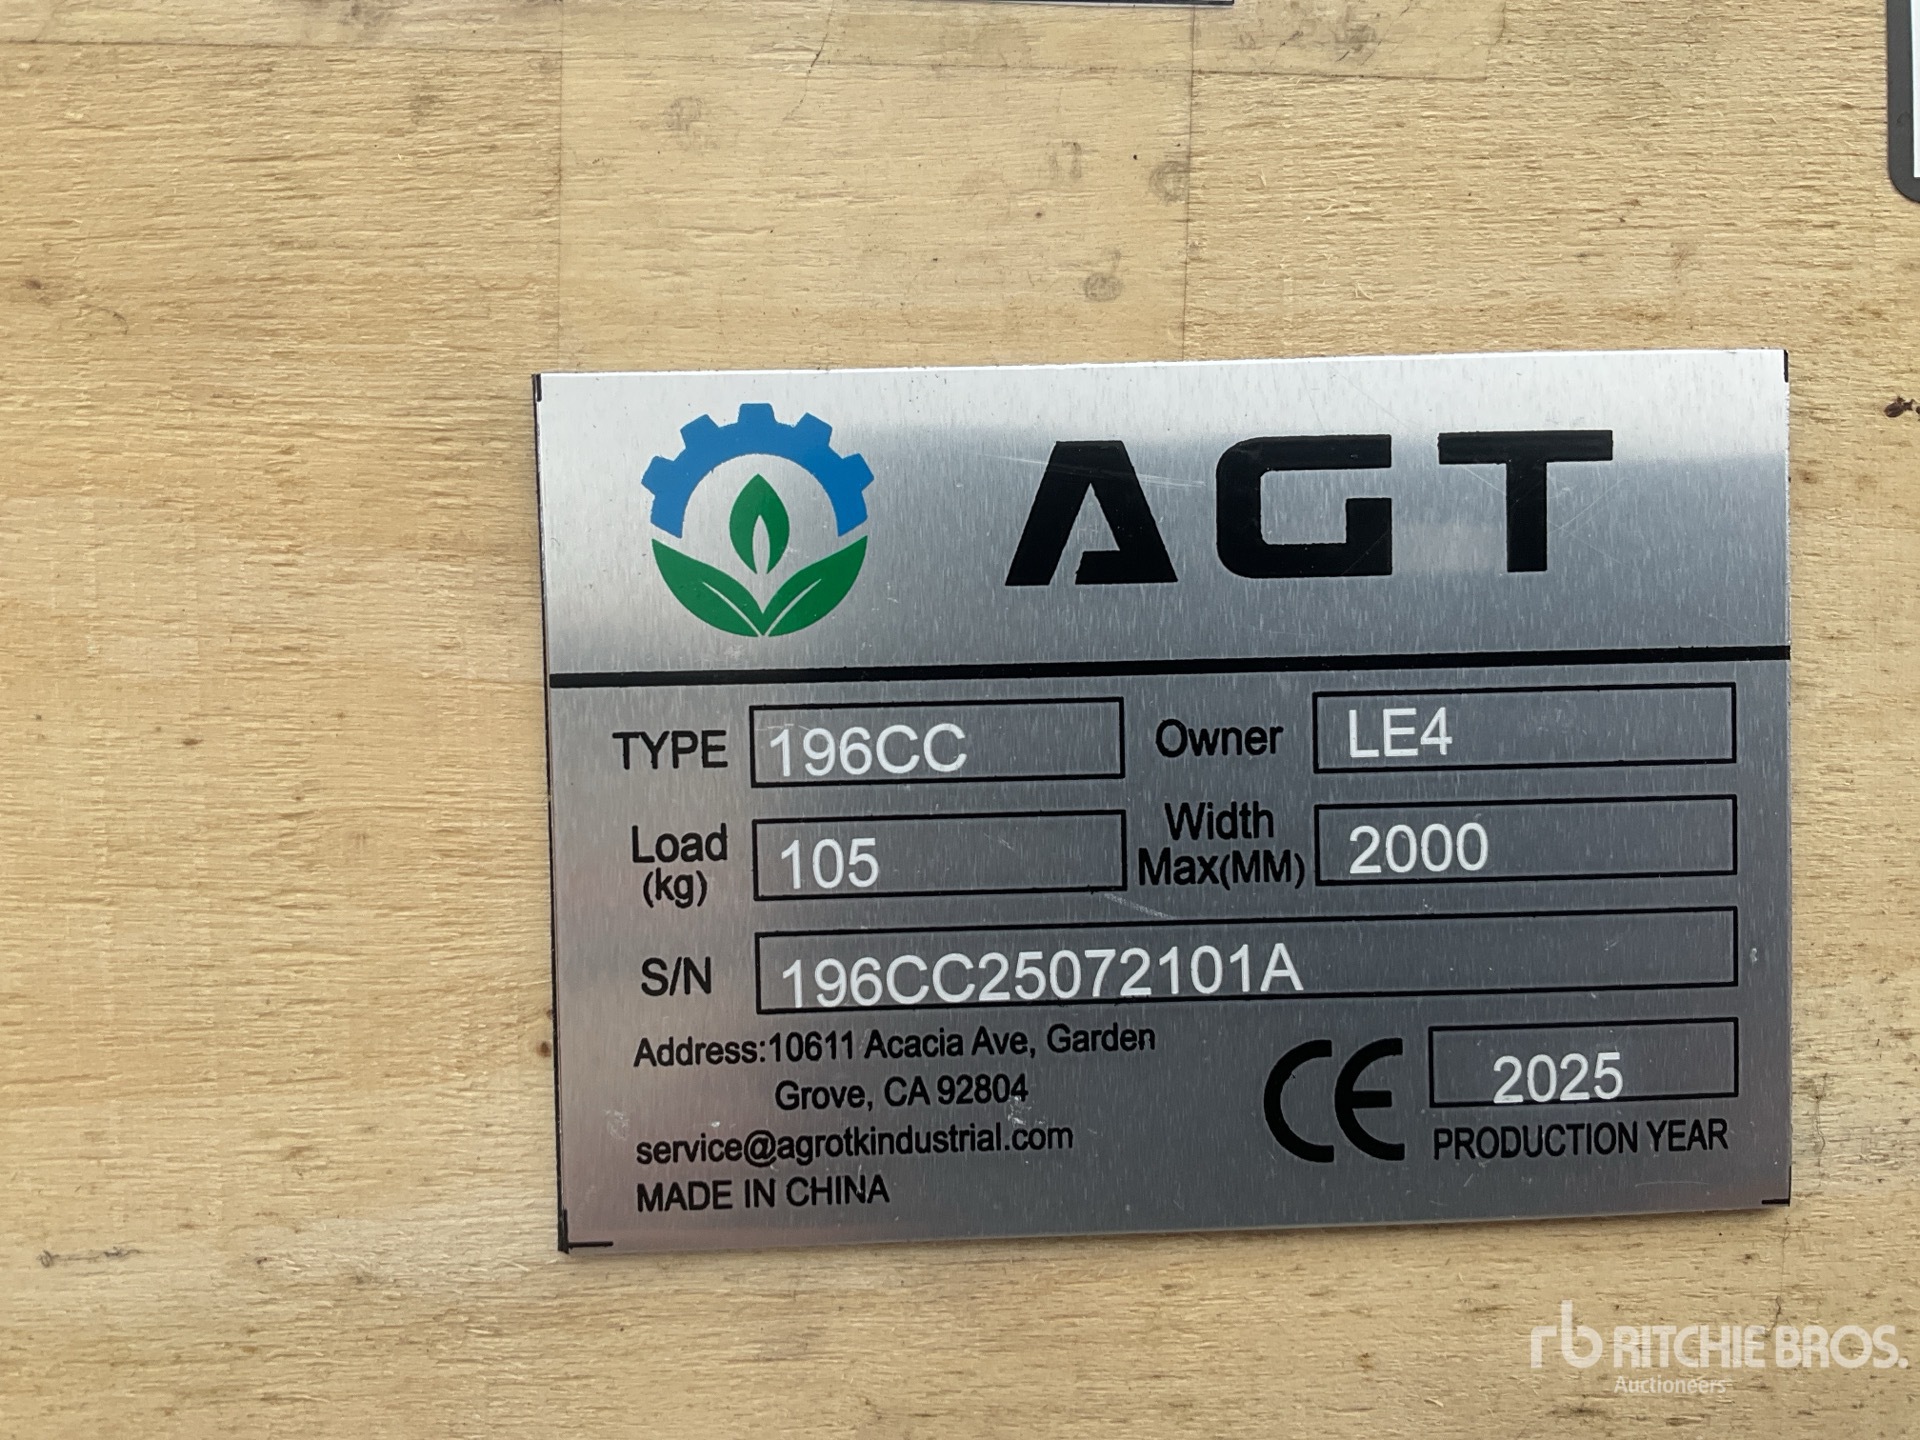 AGT
TYPE 196CC Owner LE4
Load (kg) 105 Width Max(MM) 2000
S/N 196CC25072101A
Address:10611 Acacia Ave, Garden
Grove, CA 92804
service@agrotkindustrial.com
MADE IN CHINA
CE 2025
PRODUCTION YEAR
rb RITCHIE BROS.
Auctioneers